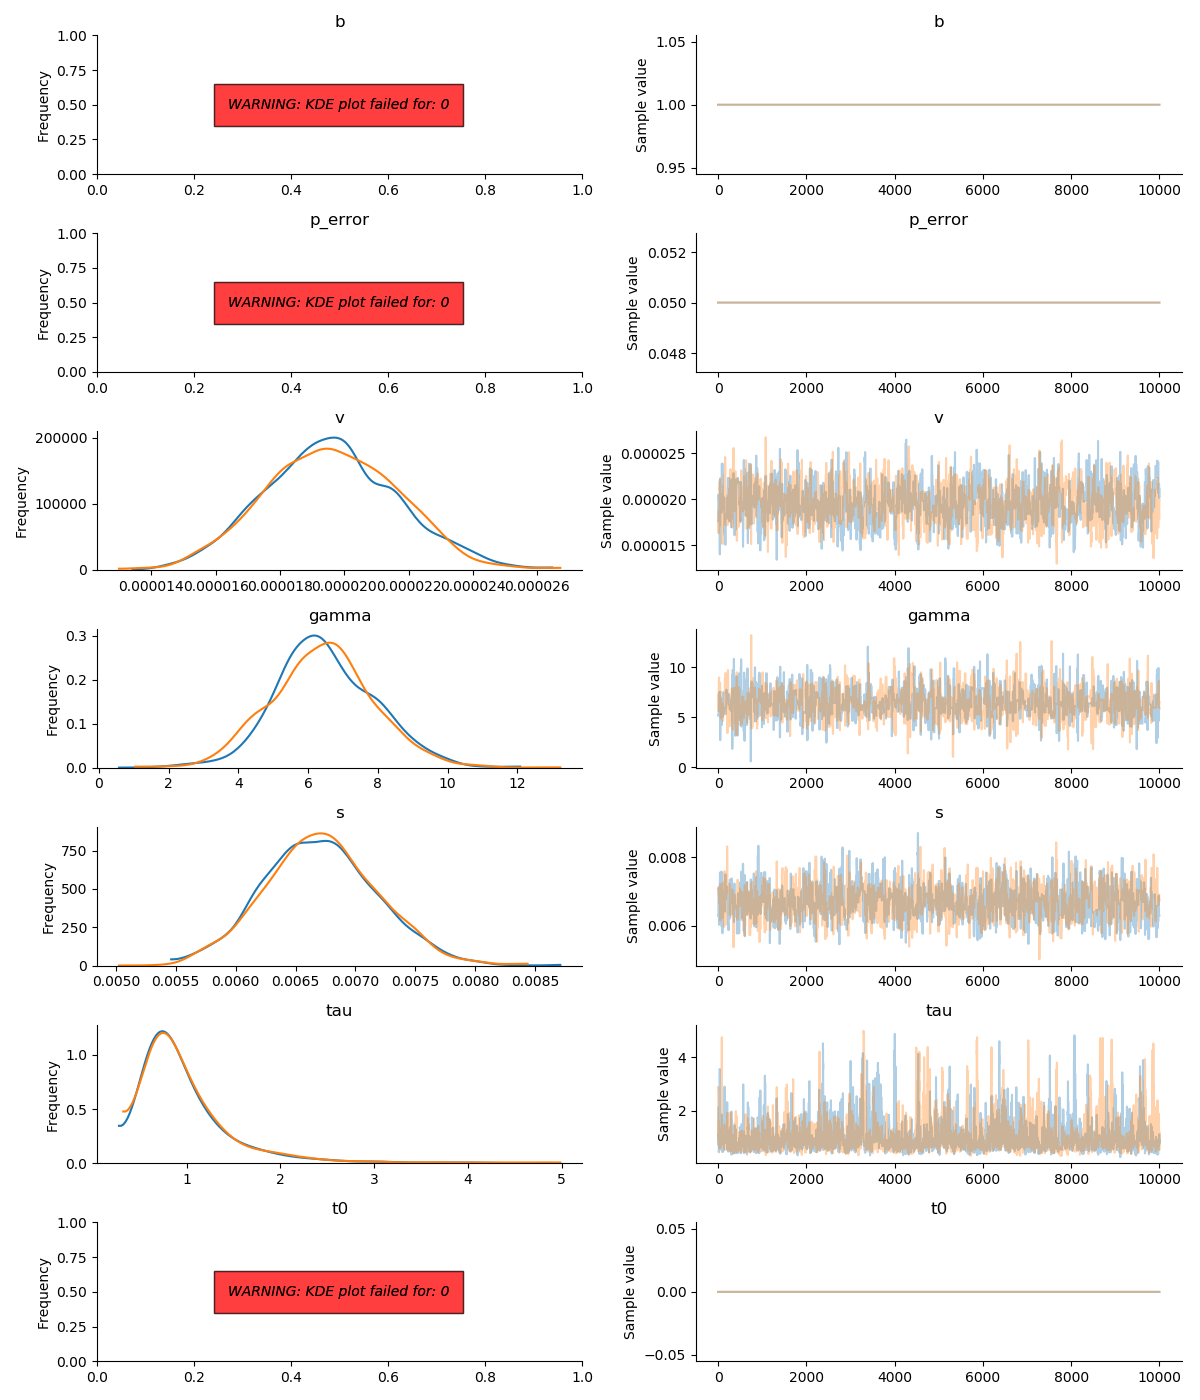 b
b
1.00
0.75
0.50
0.25
0.00
Frequency
WARNING: KDE plot failed for: 0
0.0 0.2 0.4 0.6 0.8 1.0
1.05
1.00
0.95
Sample value
0 2000 4000 6000 8000 10000
p_error
p_error
1.00
0.75
0.50
0.25
0.00
Frequency
WARNING: KDE plot failed for: 0
0.0 0.2 0.4 0.6 0.8 1.0
0.052
0.050
0.048
Sample value
0 2000 4000 6000 8000 10000
v
v
200000
100000
0
Frequency
0.000014 0.000016 0.000018 0.000020 0.000022 0.000024 0.000026
0.000025
0.000020
0.000015
Sample value
0 2000 4000 6000 8000 10000
gamma
gamma
0.3
0.2
0.1
0.0
Frequency
0 2 4 6 8 10 12
10
5
0
Sample value
0 2000 4000 6000 8000 10000
s
s
750
500
250
0
Frequency
0.0050 0.0055 0.0060 0.0065 0.0070 0.0075 0.0080 0.0085
0.008
0.006
Sample value
0 2000 4000 6000 8000 10000
tau
tau
1.0
0.5
0.0
Frequency
1 2 3 4 5
4
2
Sample value
0 2000 4000 6000 8000 10000
t0
t0
1.00
0.75
0.50
0.25
0.00
Frequency
WARNING: KDE plot failed for: 0
0.0 0.2 0.4 0.6 0.8 1.0
0.05
0.00
−0.05
Sample value
0 2000 4000 6000 8000 10000